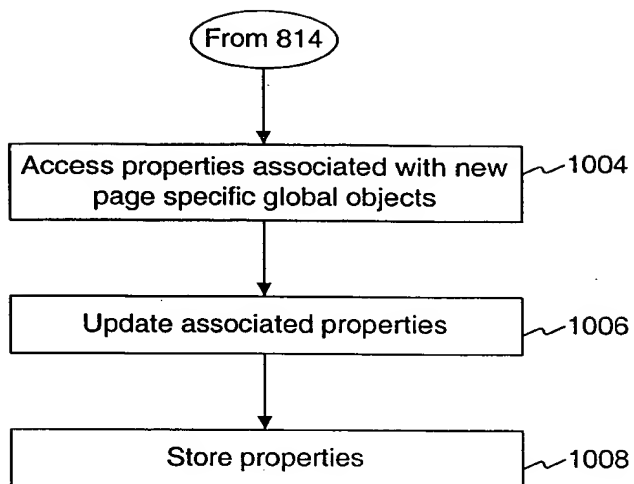 From 814
Access properties associated with new
page specific global objects
1004
Update associated properties
1006
Store properties
1008